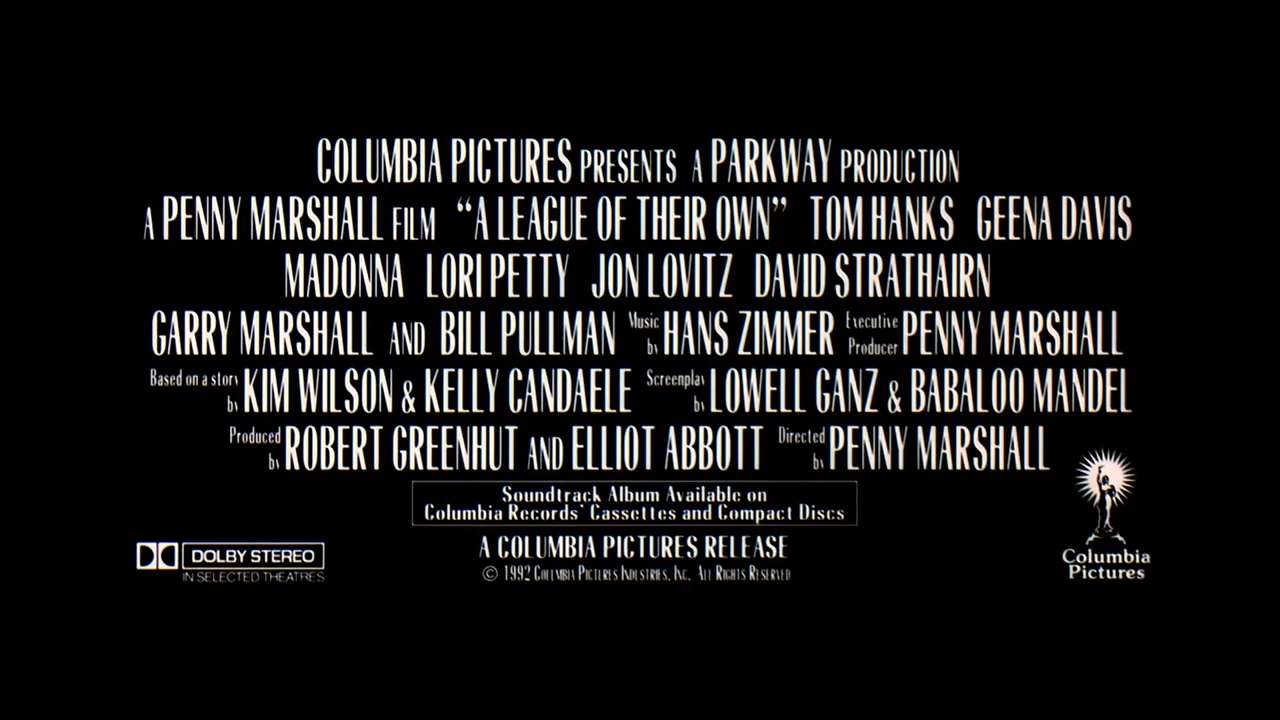 COLUMBIA PICTURES PRESENTS A PARKWAY PRODUCTION
A PENNY MARSHALL FILM “A LEAGUE OF THEIR OWN” TOM HANKS GEENA DAVIS
MADONNA LORI PETTY JON LOVITZ DAVID STRATHAIRN
GARRY MARSHALL AND BILL PULLMAN Music by HANS ZIMMER Executive Producer PENNY MARSHALL
Based on a story by KIM WILSON & KELLY CANDAELE Screenplay by LOWELL GANZ & BABALOO MANDEL
Produced by ROBERT GREENHUT AND ELLIOT ABBOTT Directed by PENNY MARSHALL
Soundtrack Album Available on
Columbia Records' Cassettes and Compact Discs
DOLBY STEREO
IN SELECTED THEATRES
A COLUMBIA PICTURES RELEASE
© 1992 COLUMBIA PICTURES INDUSTRIES, INC. ALL RIGHTS RESERVED
Columbia
Pictures